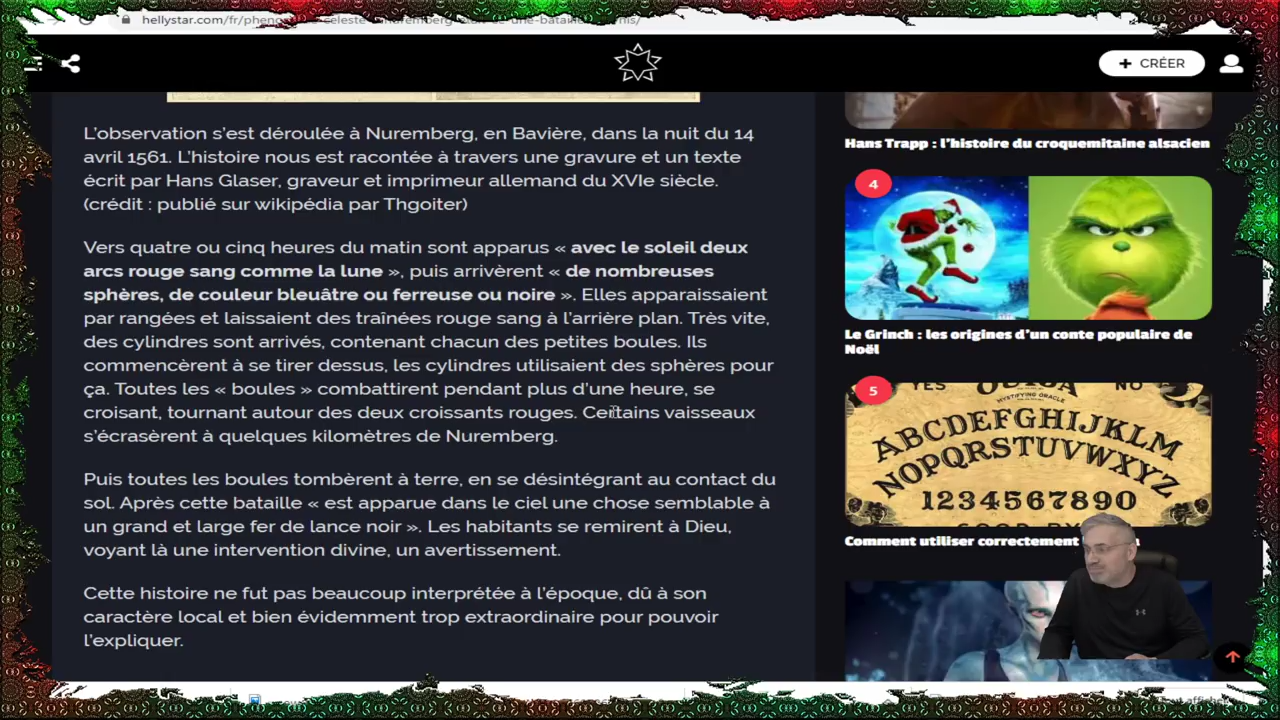 hellystar.com/fr/phen
CRÉER
L'observation s'est déroulée à Nuremberg, en Bavière, dans la nuit du 14
avril 1561. L'histoire nous est racontée à travers une gravure et un texte
écrit par Hans Glaser, graveur et imprimeur allemand du XVIe siècle.
(crédit : publié sur wikipédia par Thgoiter)
Vers quatre ou cinq heures du matin sont apparus « avec le soleil deux
arcs rouge sang comme la lune », puis arrivèrent « de nombreuses
sphères, de couleur bleuâtre ou ferreuse ou noire ». Elles apparaissaient
par rangées et laissaient des traînées rouge sang à l'arrière plan. Très vite,
des cylindres sont arrivés, contenant chacun des petites boules. Ils
commencèrent à se tirer dessus, les cylindres utilisaient des sphères pour
ça. Toutes les « boules » combattirent pendant plus d'une heure, se
croisant, tournant autour des deux croissants rouges. Certains vaisseaux
s'écrasèrent à quelques kilomètres de Nuremberg.
Puis toutes les boules tombèrent à terre, en se désintégrant au contact du
sol. Après cette bataille « est apparue dans le ciel une chose semblable à
un grand et large fer de lance noir ». Les habitants se remirent à Dieu,
voyant là une intervention divine, un avertissement.
Cette histoire ne fut pas beaucoup interprétée à l'époque, dû à son
caractère local et bien évidemment trop extraordinaire pour pouvoir
l'expliquer.
Hans Trapp : l'histoire du croquemitaine alsacien
4
Le Grinch : les origines d'un conte populaire de
Noël
5
YES OUIJA NO
MYSTIFYING ORACLE
ABCDEFGHIJKLM
NOPQRSTUVWXYZ
1234567890
GOOD BY
Comment utiliser correctement